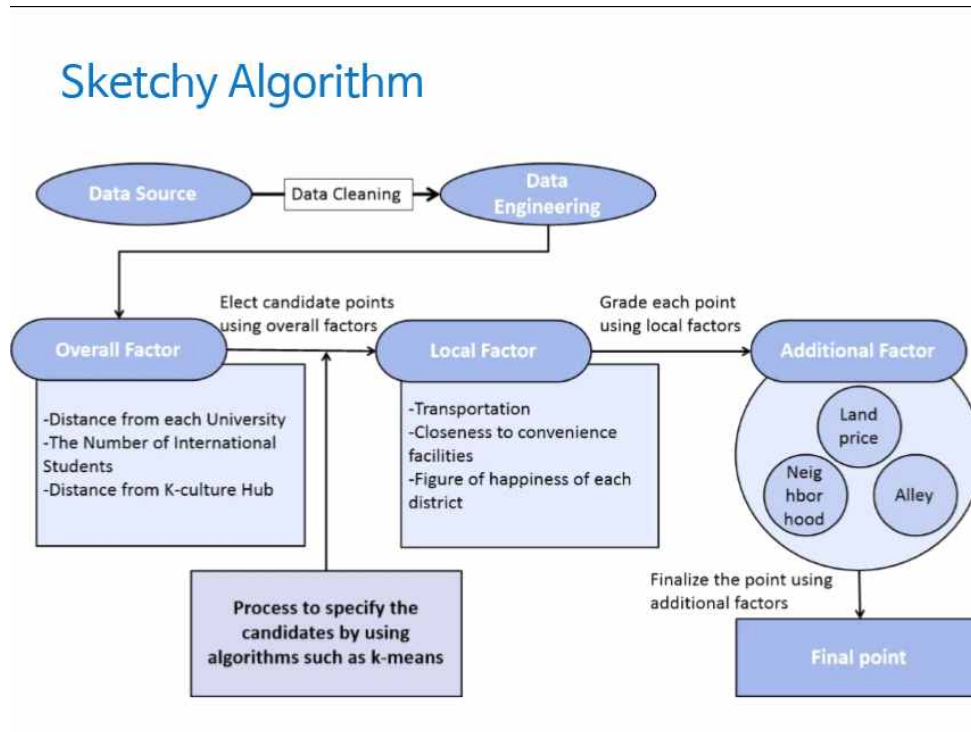 Sketchy Algorithm
Data Source
Data Cleaning
Data
Engineering
Elect candidate points
using overall factors
Grade each point
using local factors
Overall Factor
Local Factor
Additional Factor
-Distance from each University
-The Number of International
Students
-Distance from K-culture Hub
-Transportation
-Closeness to convenience
facilities
-Figure of happiness of each
district
Land
price
Neig
hbor
hood
Alley
Process to specify the
candidates by using
algorithms such as k-means
Finalize the point using
additional factors
Final point